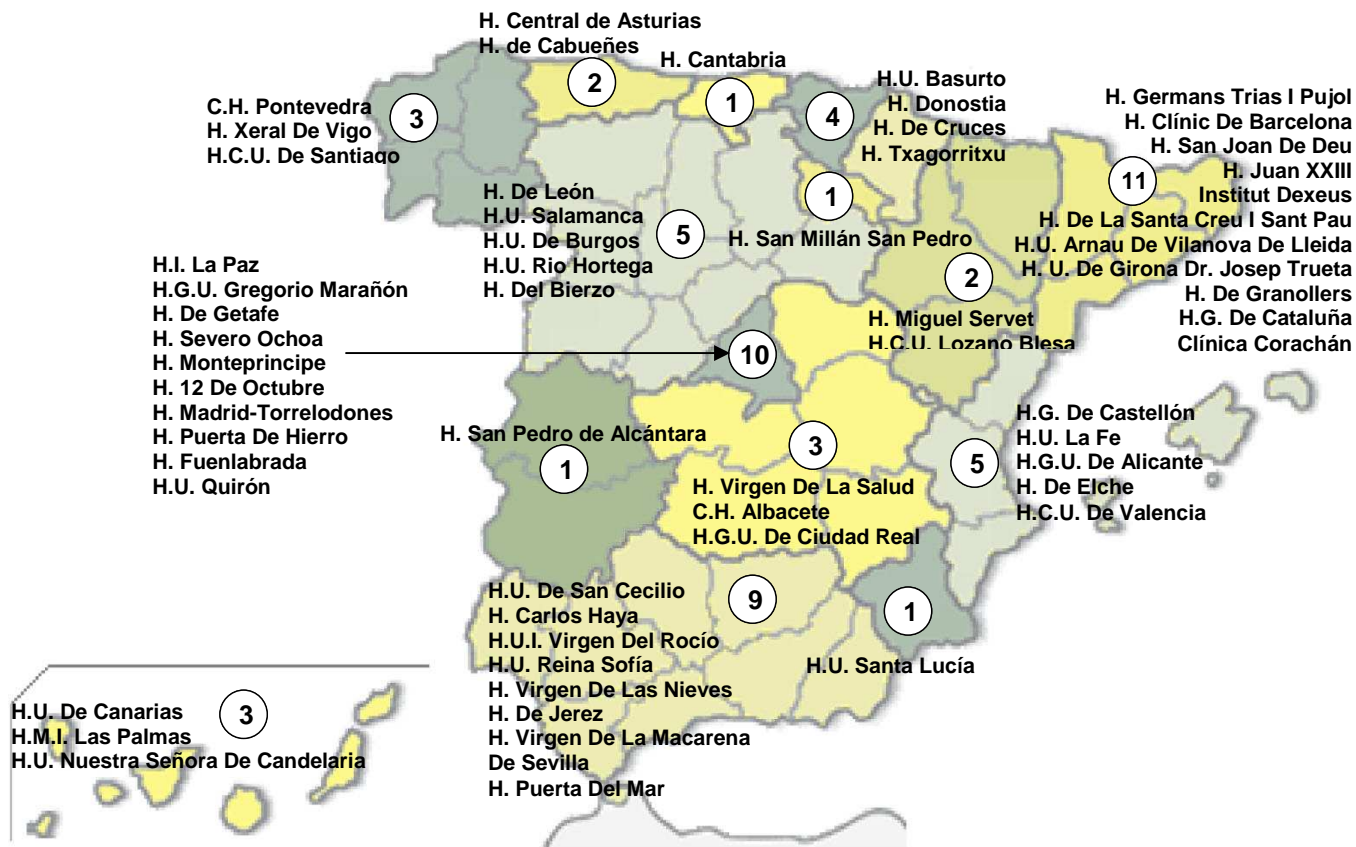 H. Central de Asturias
H. de Cabueñes
2
H. Cantabria
1
C.H. Pontevedra
H. Xeral De Vigo
H.C.U. De Santiago
3
H.U. Basurto
H. Donostia
H. De Cruces
H. Txagorritxu
4
H. Germans Trias I Pujol
H. Clínic De Barcelona
H. San Joan De Deu
H. Juan XXIII
Institut Dexeus
H. De La Santa Creu I Sant Pau
H.U. Arnau De Vilanova De Lleida
H. U. De Girona Dr. Josep Trueta
H. De Granollers
H.G. De Cataluña
Clínica Corachán
11
H. De León
H.U. Salamanca
H.U. De Burgos
H.U. Rio Hortega
H. Del Bierzo
5
1
H. San Millán San Pedro
2
H. Miguel Servet
H.C.U. Lozano Blesa
H.I. La Paz
H.G.U. Gregorio Marañón
H. De Getafe
H. Severo Ochoa
H. Monteprincipe
H. 12 De Octubre
H. Madrid-Torrelodones
H. Puerta De Hierro
H. Fuenlabrada
H.U. Quirón
10
H. San Pedro de Alcántara
1
3
H. Virgen De La Salud
C.H. Albacete
H.G.U. De Ciudad Real
5
H.G. De Castellón
H.U. La Fe
H.G.U. De Alicante
H. De Elche
H.C.U. De Valencia
H.U. De San Cecilio
H. Carlos Haya
H.U.I. Virgen Del Rocío
H.U. Reina Sofía
H. Virgen De Las Nieves
H. De Jerez
H. Virgen De La Macarena
De Sevilla
H. Puerta Del Mar
9
1
H.U. Santa Lucía
H.U. De Canarias
H.M.I. Las Palmas
H.U. Nuestra Señora De Candelaria
3